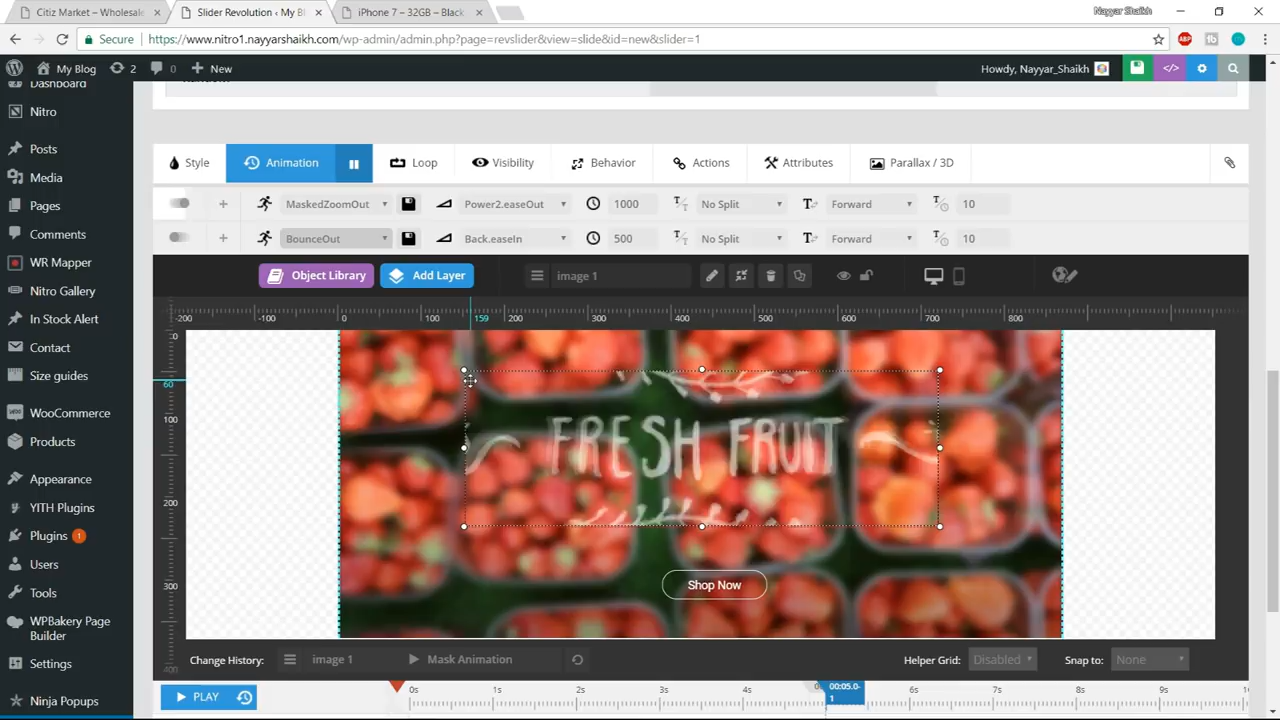 Citiz Market – Wholesale
Slider Revolution ‹ My Bl
iPhone 7 – 32GB – Black
Nayyar Shaikh
Secure
https://www.nitro1.nayyarshaikh.com/wp-admin/admin.php?page=revslider&view=slide&id=new&slider=1
ABP
My Blog
2
0
New
Howdy, Nayyar_Shaikh
Dashboard
Nitro
Posts
Media
Pages
Comments
WR Mapper
Nitro Gallery
In Stock Alert
Contact
Size guides
WooCommerce
Products
Appearance
YITH Plugins
Plugins 1
Users
Tools
WPBakery Page
Builder
Settings
Ninja Popups
Style
Animation
Loop
Visibility
Behavior
Actions
Attributes
Parallax / 3D
MaskedZoomOut
Power2.easeOut
1000
No Split
Forward
10
BounceOut
Back.easeIn
500
No Split
Forward
10
Object Library
Add Layer
image 1
-200 -100 0 100 159 200 300 400 500 600 700 800
0
60
100
200
300
400
FRESH FRUIT
Shop Now
Change History:
image 1
Mask Animation
Helper Grid:
Disabled
Snap to:
None
PLAY
0s 1s 2s 3s 4s 00:05.0-1 6s 7s 8s 9s